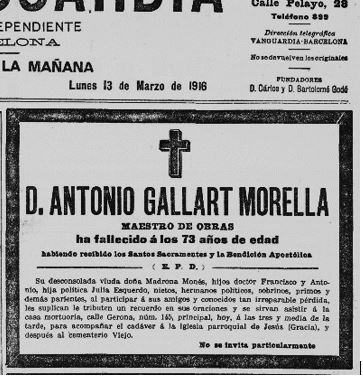 Calle Pelayo, 28
Teléfono 899
EPENDIENTE
ELONA
Dirección telegráfica
VANGUARDIA-BARCELONA
No se devuelven los originales
LA MAÑANA
FUNDADORES
Lunes 13 de Marzo de 1916
D. Cárlos y D. Bartolomé Godó
D. ANTONIO GALLART MORELLA
MAESTRO DE OBRAS
ha fallecido á los 73 años de edad
habiendo recibido los Santos Sacramentos y la Bendición Apostólica
( E. P. D. )
Su desconsolada viuda doña Madrona Monés, hijos doctor Francisco y Anto-
nio, hija política Julia Esquerdo, nietos, hermanos políticos, sobrinos, primos y
demás parientes, al participar á sus amigos y conocidos tan irreparable pérdida,
les suplican le tributen un recuerdo en sus oraciones y se sirvan asistir á la
casa mortuoria, calle Gerona, núm. 145, principal, hoy, á las tres y media de la
tarde, para acompañar el cadáver á la Iglesia parroquial de Jesús (Gracia), y
después al cementerio Viejo.
No se invita particularmente